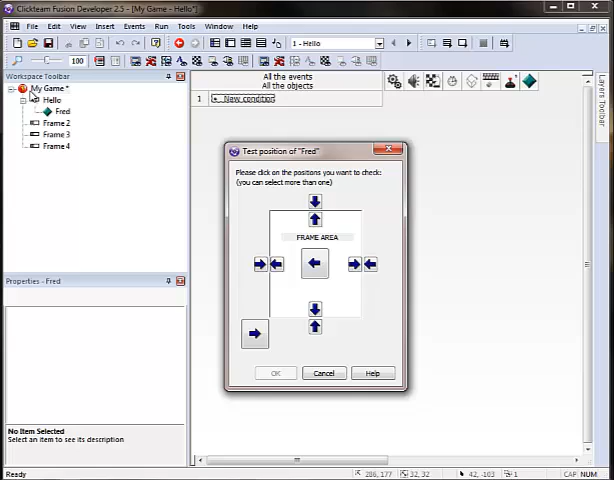 Clickteam Fusion Developer 2.5 - [My Game - Hello*]
File Edit View Insert Events Run Tools Window Help
1 - Hello
100
Workspace Toolbar
My Game *
Hello
Fred
Frame 2
Frame 3
Frame 4
All the events
All the objects
1 • New condition
Layers Toolbar
Test position of "Fred"
Please click on the positions you want to check:
(you can select more than one)
FRAME AREA
OK Cancel Help
Properties - Fred
No Item Selected
Select an item to see its description
Ready
286, 177
32, 32
42, -103
1
CAP NUM